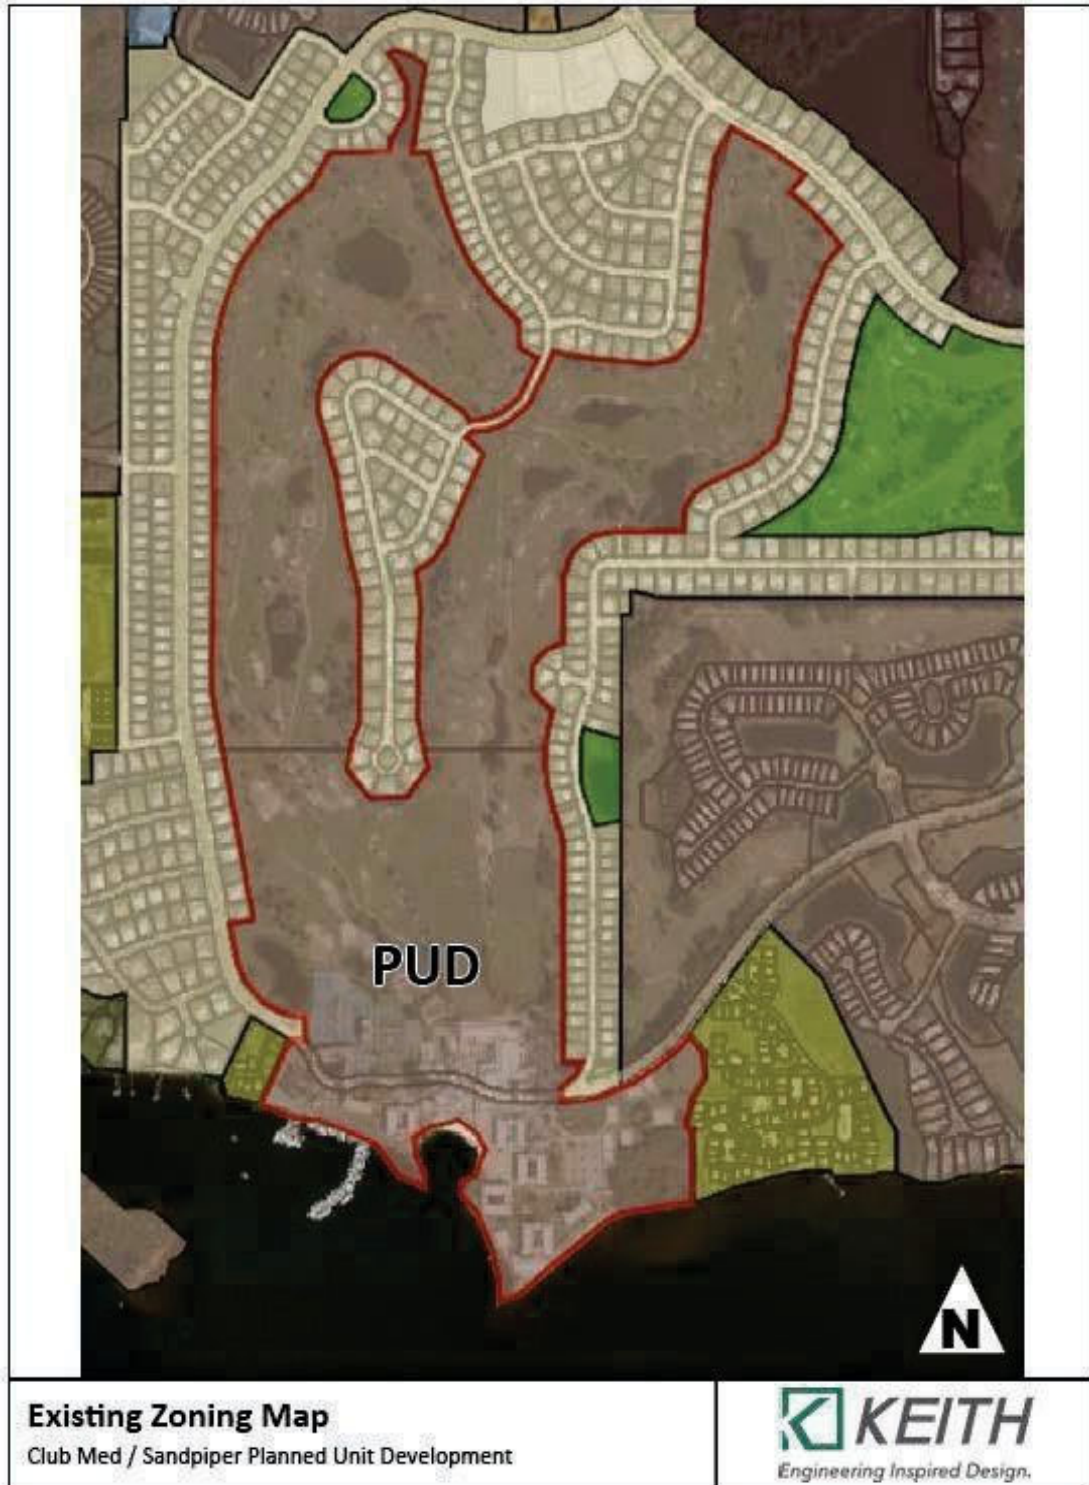 PUD
N
Existing Zoning Map
Club Med / Sandpiper Planned Unit Development
KEITH
Engineering Inspired Design.